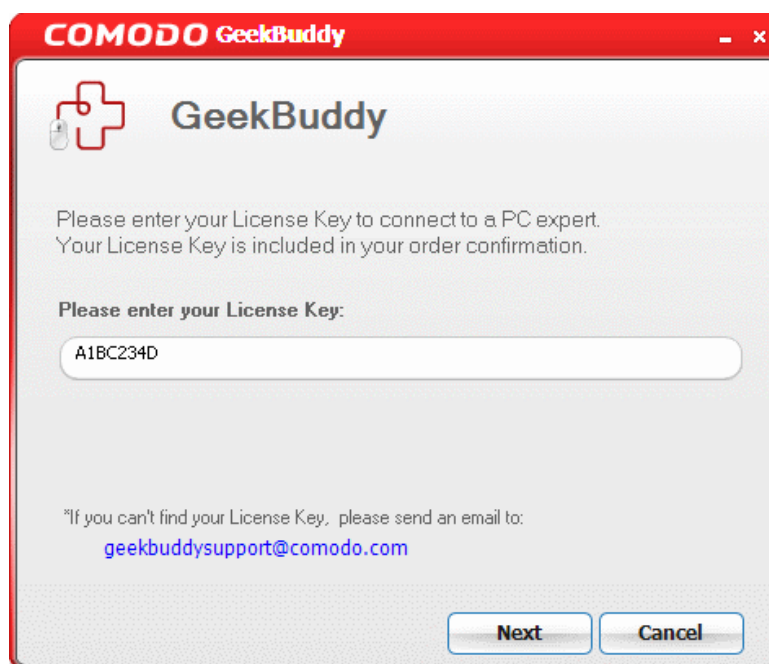 COMODO GeekBuddy
GeekBuddy
Please enter your License Key to connect to a PC expert.
Your License Key is included in your order confirmation.
Please enter your License Key:
A1BC234D
*If you can't find your License Key, please send an email to:
geekbuddysupport@comodo.com
Next Cancel